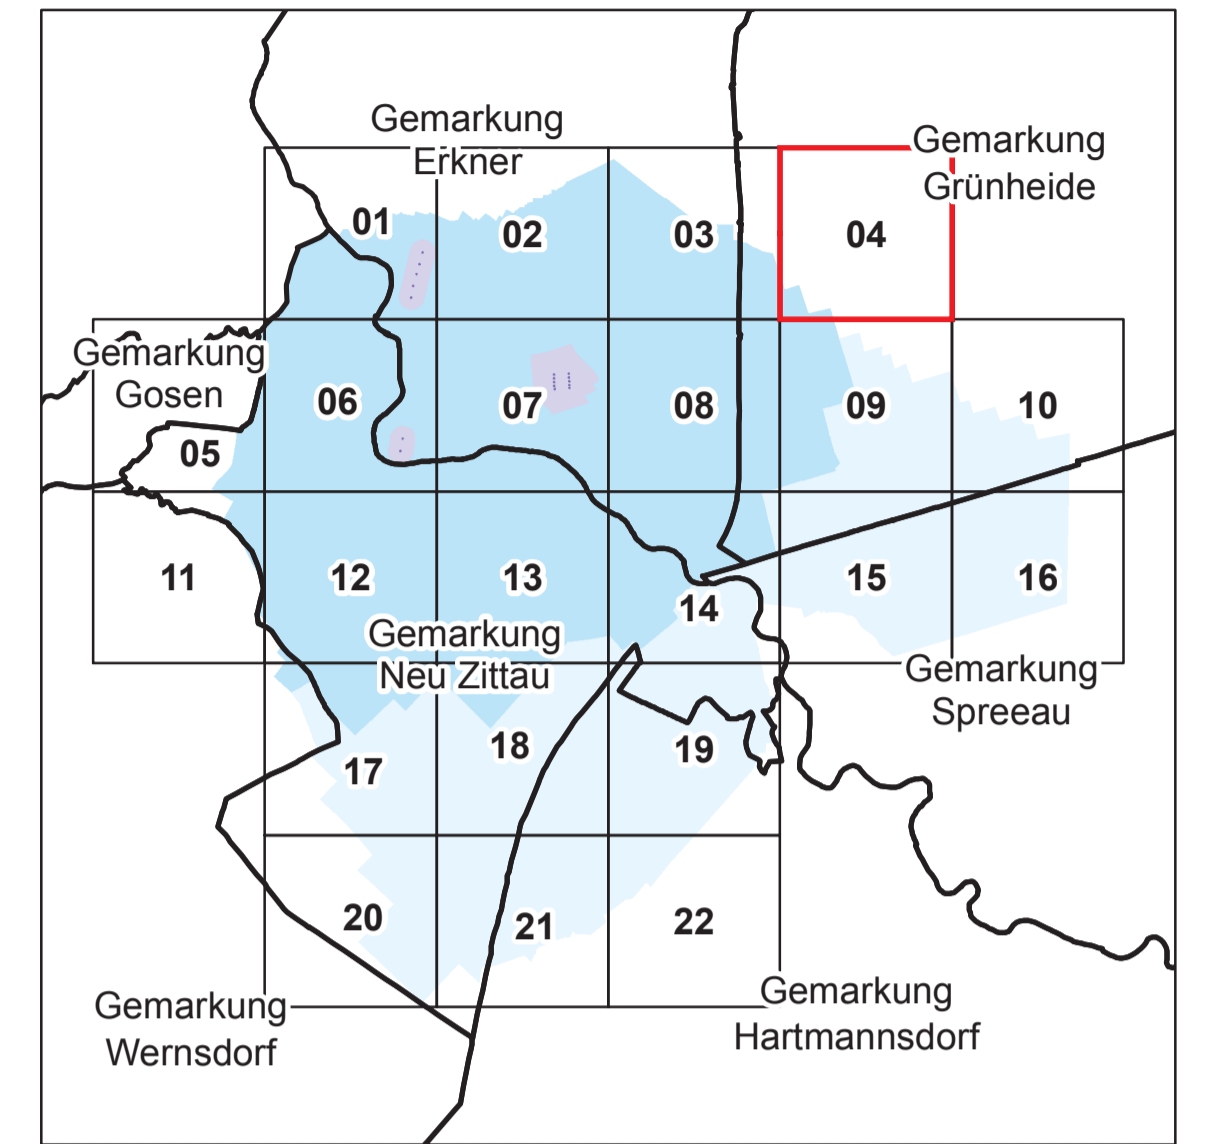 Gemarkung
Erkner
Gemarkung
Grünheide
01
02
03
04
Gemarkung
Gosen
05
06
07
08
09
10
11
12
13
14
15
16
Gemarkung
Neu Zittau
Gemarkung
Spreeau
17
18
19
20
21
22
Gemarkung
Wernsdorf
Gemarkung
Hartmannsdorf